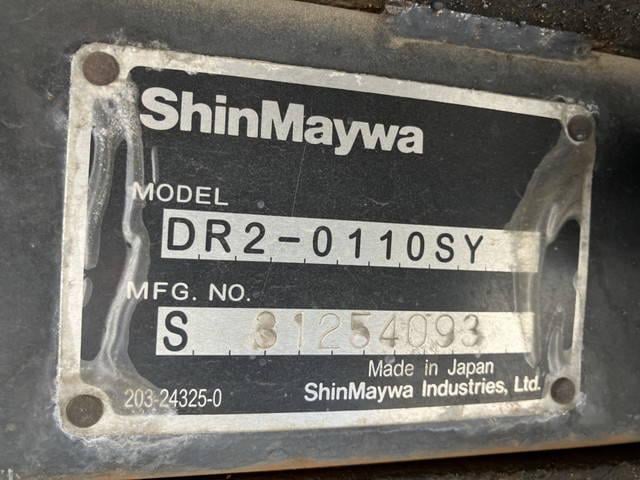 ShinMaywa
MODEL
DR2-0110SY
MFG. NO.
S 31254093
Made in Japan
203-24325-0 ShinMaywa Industries, Ltd.